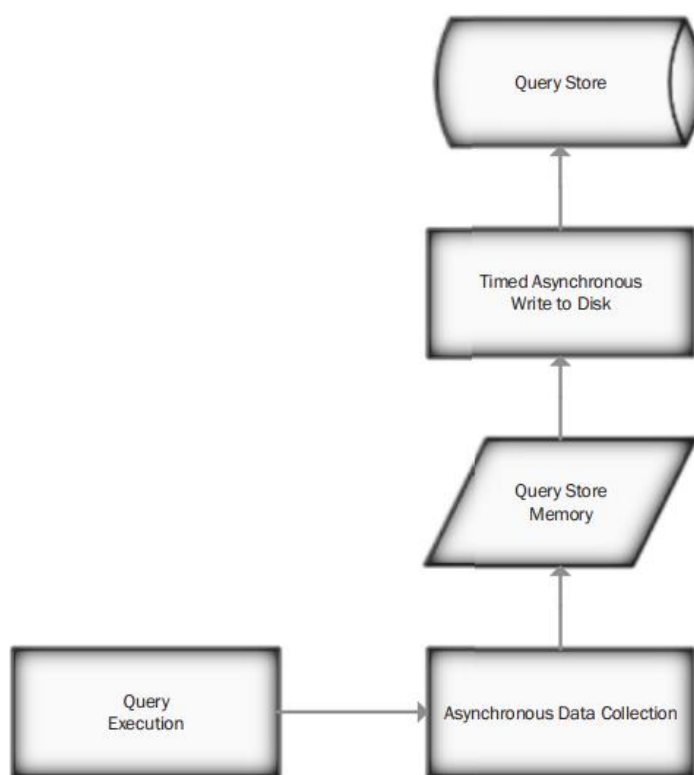 Query Store
Timed Asynchronous
Write to Disk
Query Store
Memory
Query
Execution
Asynchronous Data Collection